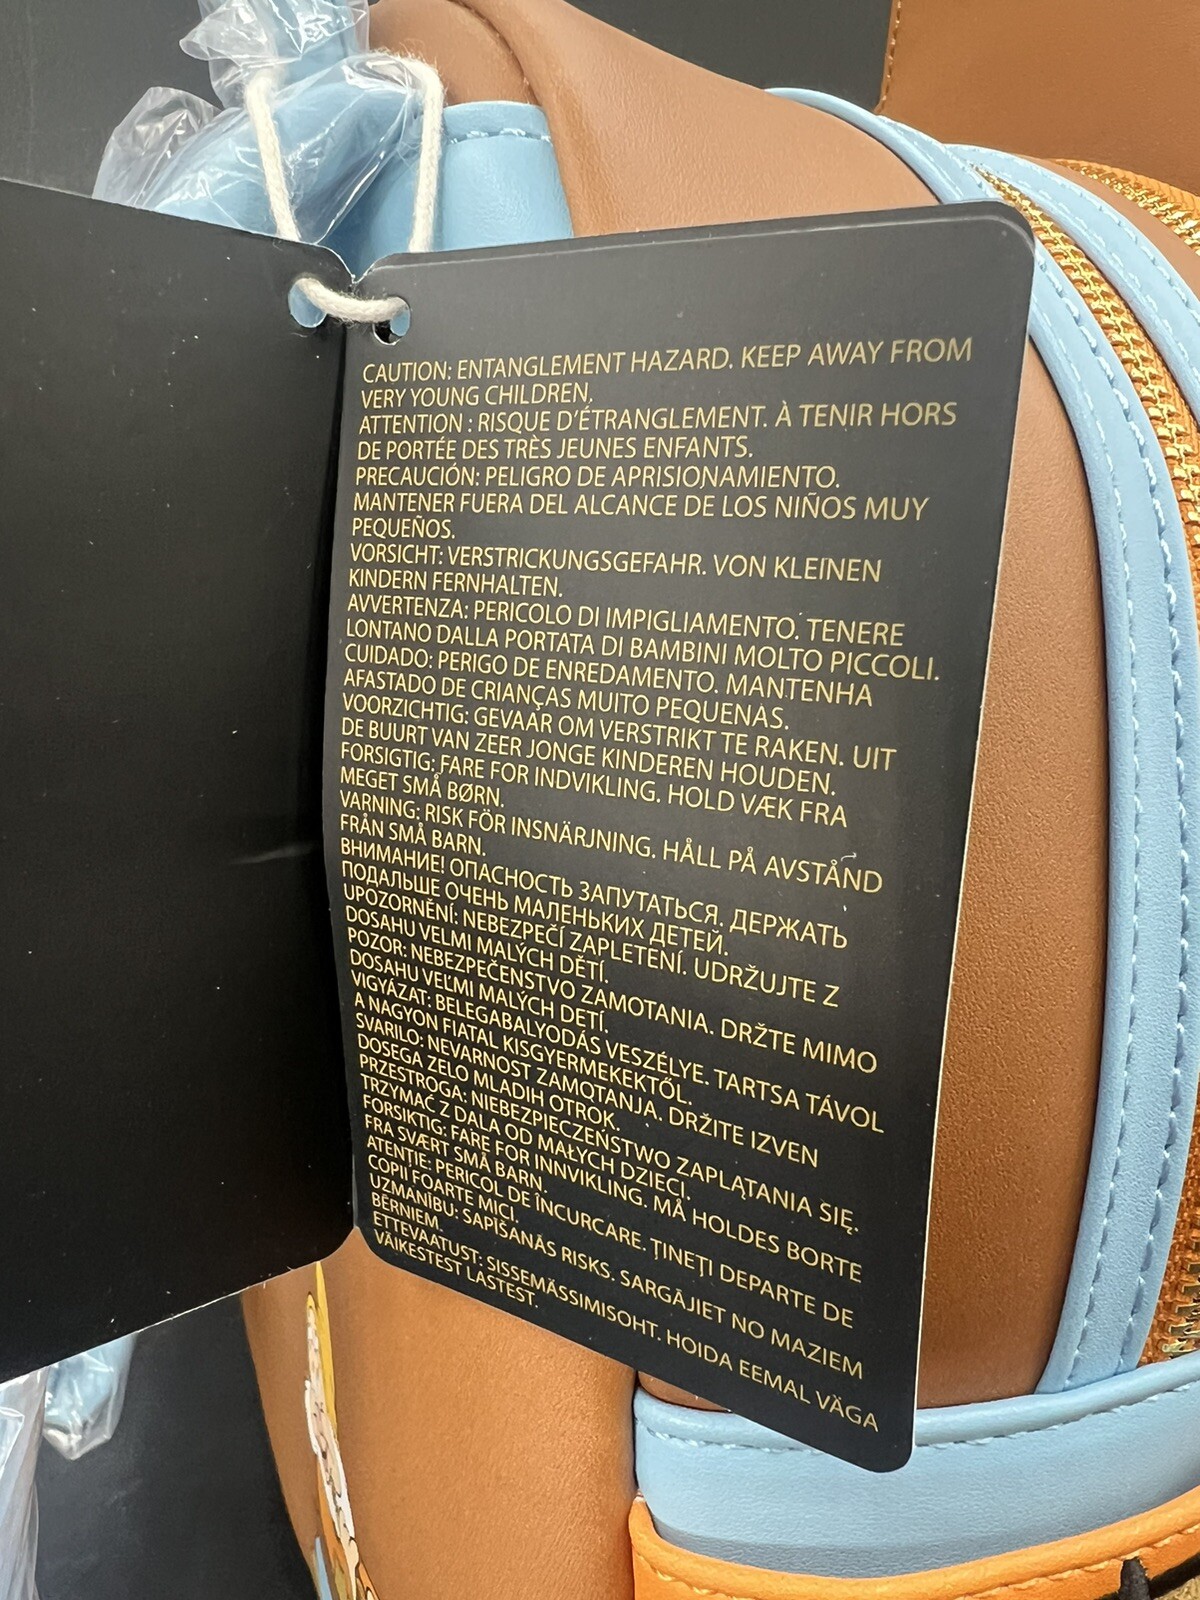 CAUTION: ENTANGLEMENT HAZARD. KEEP AWAY FROM
VERY YOUNG CHILDREN.
ATTENTION : RISQUE D'ÉTRANGLEMENT. À TENIR HORS
DE PORTÉE DES TRÈS JEUNES ENFANTS.
PRECAUCIÓN: PELIGRO DE APRISIONAMIENTO.
MANTENER FUERA DEL ALCANCE DE LOS NIÑOS MUY
PEQUEÑOS.
VORSICHT: VERSTRICKUNGSGEFAHR. VON KLEINEN
KINDERN FERNHALTEN.
AVVERTENZA: PERICOLO DI IMPIGLIAMENTO. TENERE
LONTANO DALLA PORTATA DI BAMBINI MOLTO PICCOLI.
CUIDADO: PERIGO DE ENREDAMENTO. MANTENHA
AFASTADO DE CRIANÇAS MUITO PEQUENAS.
VOORZICHTIG: GEVAAR OM VERSTRIKT TE RAKEN. UIT
DE BUURT VAN ZEER JONGE KINDEREN HOUDEN.
FORSIGTIG: FARE FOR INDVIKLING. HOLD VÆK FRA
MEGET SMÅ BØRN.
VARNING: RISK FÖR INSNÄRJNING. HÅLL PÅ AVSTÅND
FRÅN SMÅ BARN.
ВНИМАНИЕ! ОПАСНОСТЬ ЗАПУТАТЬСЯ. ДЕРЖАТЬ
ПОДАЛЬШЕ ОЧЕНЬ МАЛЕНЬКИХ ДЕТЕЙ.
UPOZORNĚNÍ: NEBEZPEČÍ ZAPLETENÍ. UDRŽUJTE Z
DOSAHU VELMI MALÝCH DĚTÍ.
POZOR: NEBEZPEČENSTVO ZAMOTANIA. DRŽTE MIMO
DOSAHU VEĽMI MALÝCH DETÍ.
VIGYÁZAT: BELEGABALYODÁS VESZÉLYE. TARTSA TÁVOL
A NAGYON FIATAL KISGYERMEKEKTŐL.
SVARILO: NEVARNOST ZAMOTANJA. DRŽITE IZVEN
DOSEGA ZELO MLADIH OTROK.
PRZESTROGA: NIEBEZPIECZEŃSTWO ZAPLĄTANIA SIĘ.
TRZYMAĆ Z DALA OD MAŁYCH DZIECI.
FORSIKTIG: FARE FOR INNVIKLING. MÅ HOLDES BORTE
FRA SVÆRT SMÅ BARN.
ATENȚIE: PERICOL DE ÎNCURCARE. ȚINEȚI DEPARTE DE
COPII FOARTE MICI.
UZMANĪBU: SAPĪŠANĀS RISKS. SARGĀJIET NO MAZIEM
BĒRNIEM.
ETTEVAATUST: SISSEMÄSSIMISOHT. HOIDA EEMAL VÄGA
VÄIKESTEST LASTEST.